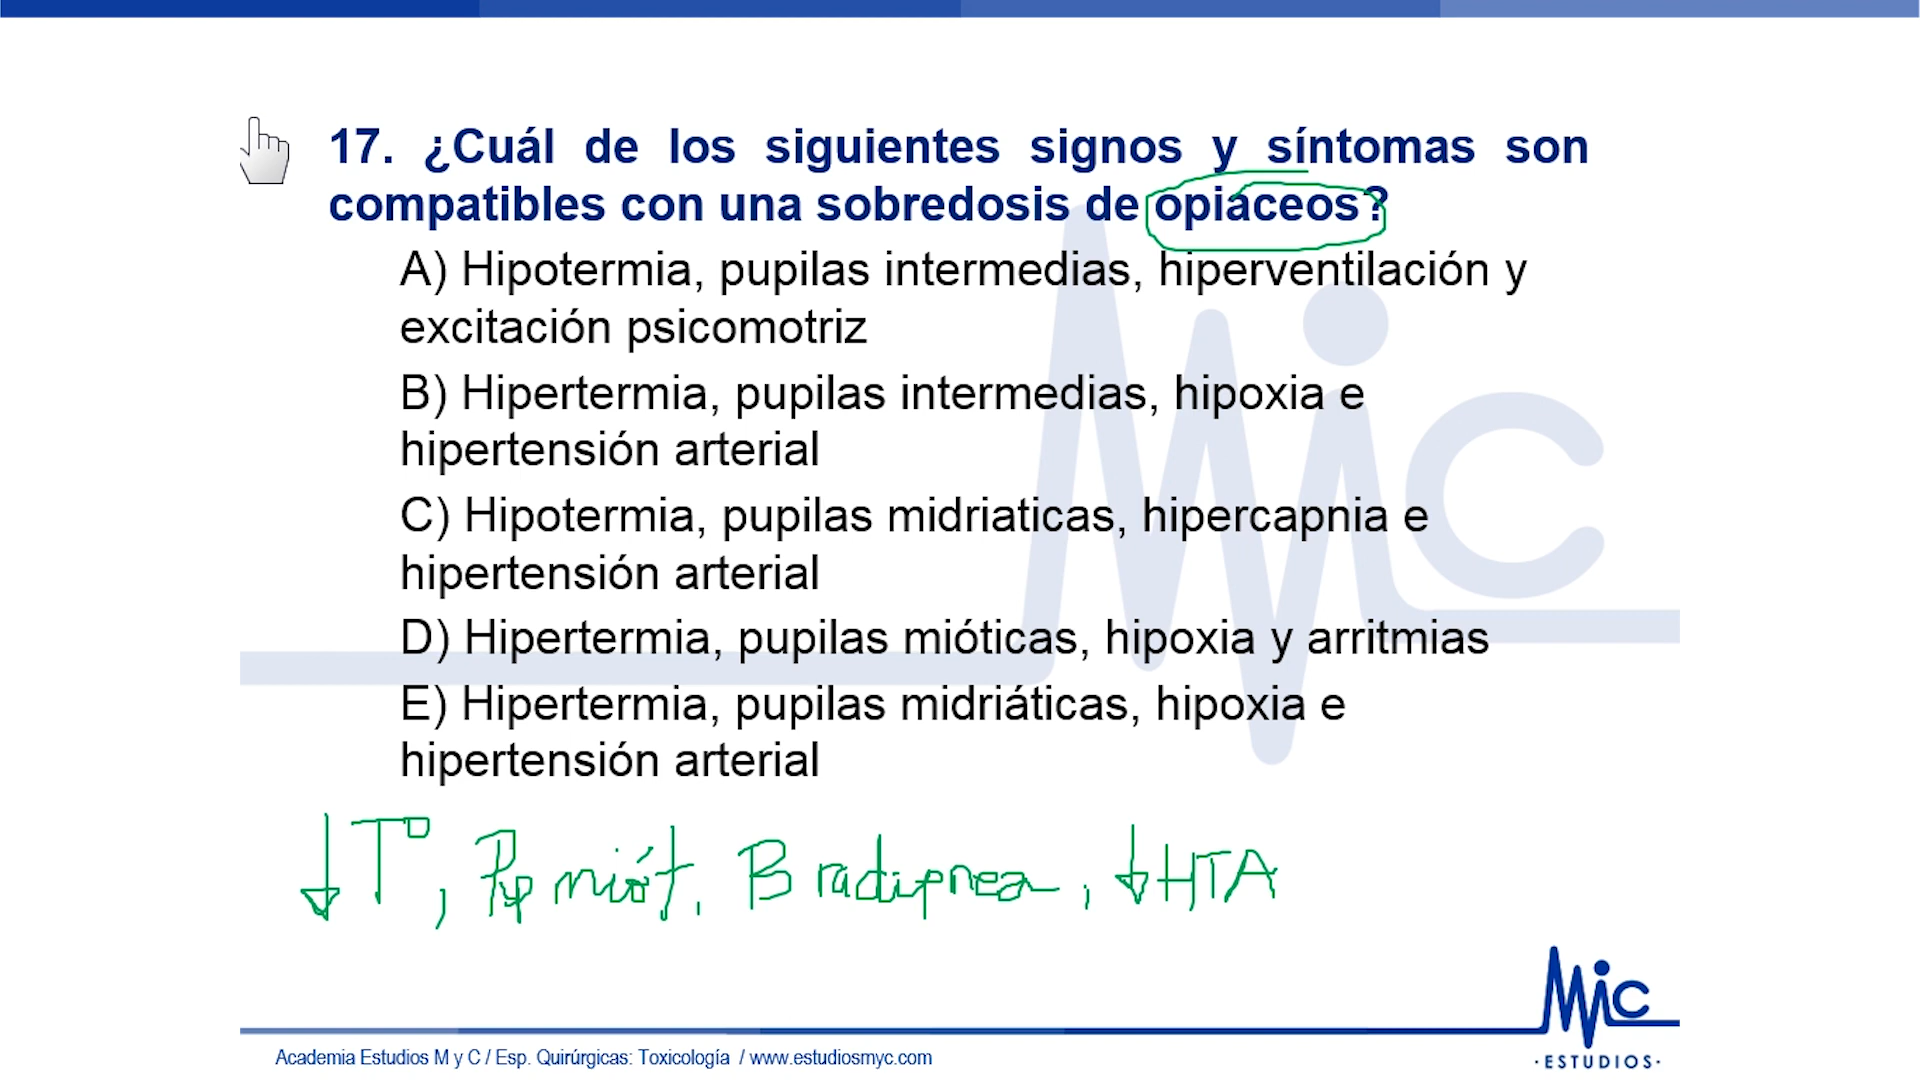 17. ¿Cuál de los siguientes signos y síntomas son
compatibles con una sobredosis de opiáceos?
A) Hipotermia, pupilas intermedias, hiperventilación y
excitación psicomotriz
B) Hipertermia, pupilas intermedias, hipoxia e
hipertensión arterial
C) Hipotermia, pupilas midriaticas, hipercapnia e
hipertensión arterial
D) Hipertermia, pupilas mióticas, hipoxia y arritmias
E) Hipertermia, pupilas midriáticas, hipoxia e
hipertensión arterial
↓T°, Pup miót. Bradipnea, ↓HTA
MiC
·ESTUDIOS·
Academia Estudios M y C / Esp. Quirúrgicas: Toxicología / www.estudiosmyc.com